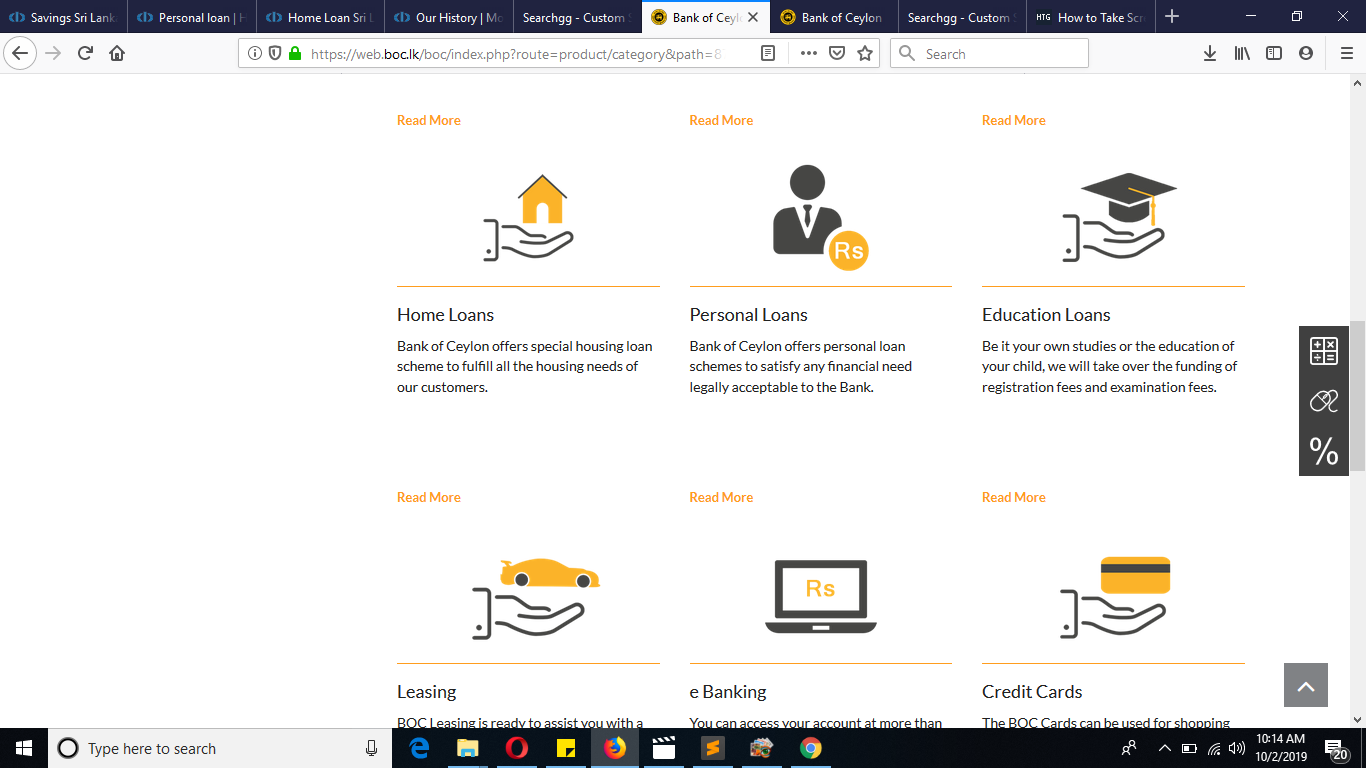 Savings Sri Lank
Personal loan | H
Home Loan Sri L
Our History | Mo
Searchgg - Custom S
Bank of Ceylo
Bank of Ceylon
Searchgg - Custom S
HTG How to Take Scre
https://web.boc.lk/boc/index.php?route=product/category&path=8
Search
Read More
Read More
Read More
Rs
Home Loans
Bank of Ceylon offers special housing loan
scheme to fulfill all the housing needs of
our customers.
Personal Loans
Bank of Ceylon offers personal loan
schemes to satisfy any financial need
legally acceptable to the Bank.
Education Loans
Be it your own studies or the education of
your child, we will take over the funding of
registration fees and examination fees.
%
Read More
Read More
Read More
Rs
Leasing
BOC Leasing is ready to assist you with a
e Banking
You can access your account at more than
Credit Cards
The BOC Cards can be used for shopping
Type here to search
10:14 AM
10/2/2019
20